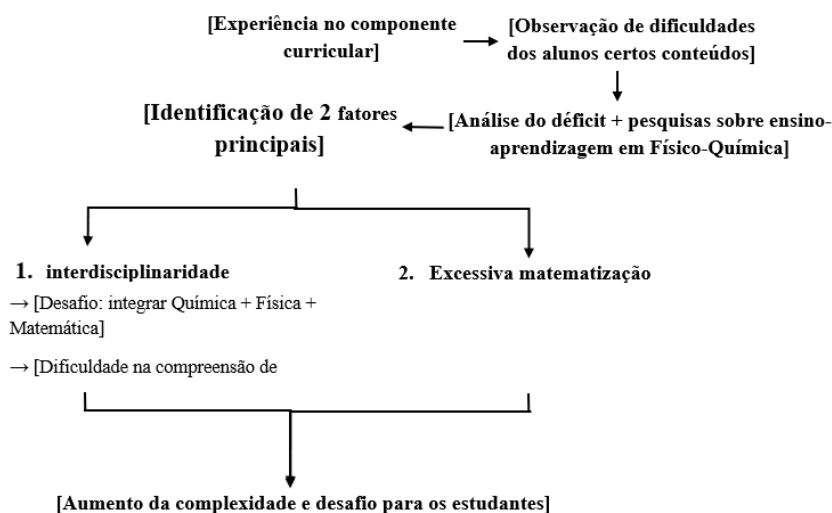 [Experiência no componente
curricular]
[Observação de dificuldades
dos alunos certos conteúdos]
[Análise do déficit + pesquisas sobre ensino-
aprendizagem em Físico-Química]
[Identificação de 2 fatores
principais]
1. interdisciplinaridade
→ [Desafio: integrar Química + Física +
Matemática]
→ [Dificuldade na compreensão de
2. Excessiva matematização
[Aumento da complexidade e desafio para os estudantes]